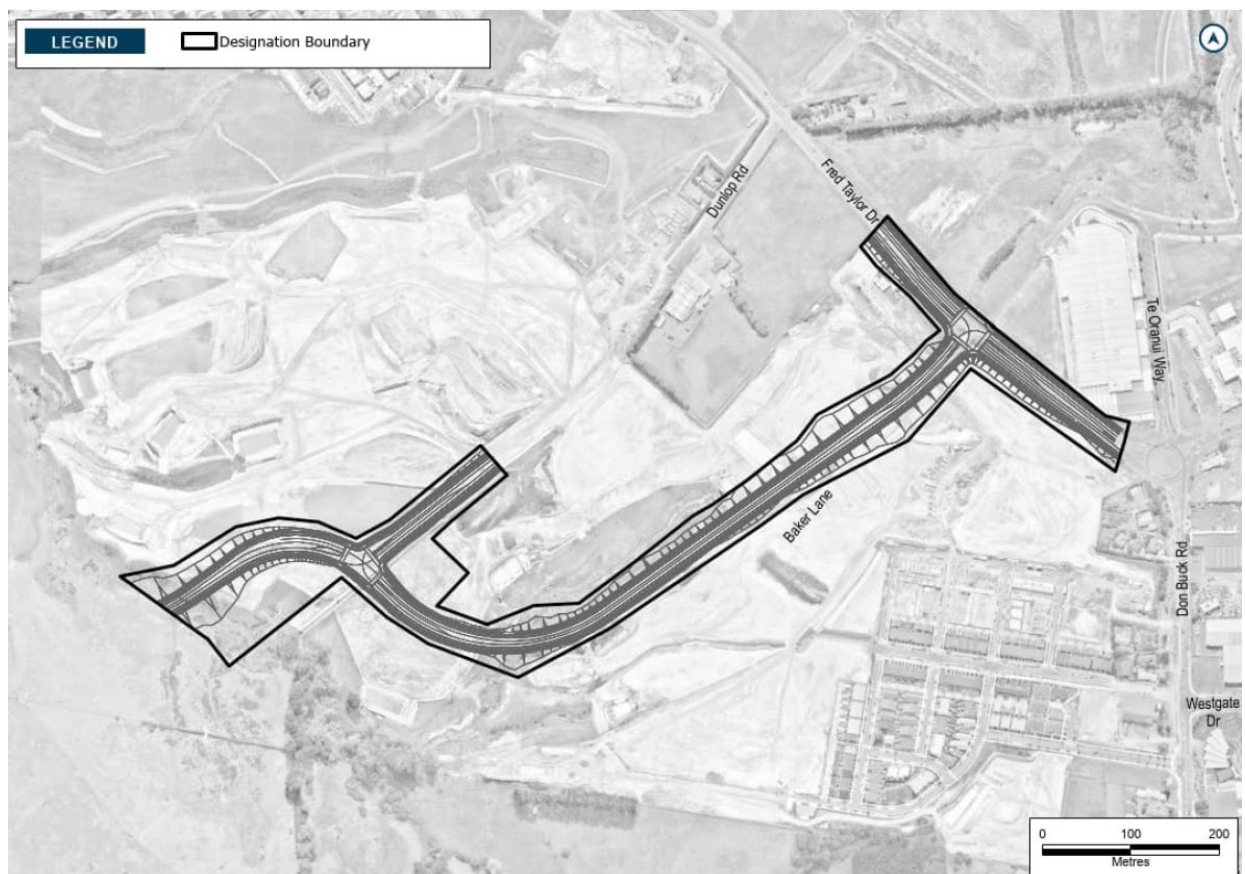 LEGEND
Designation Boundary
Fred Taylor Dr
Dunlop Rd
Te Oranui Way
Baker Lane
Don Buck Rd
Westgate
Dr
0 100 200
Metres